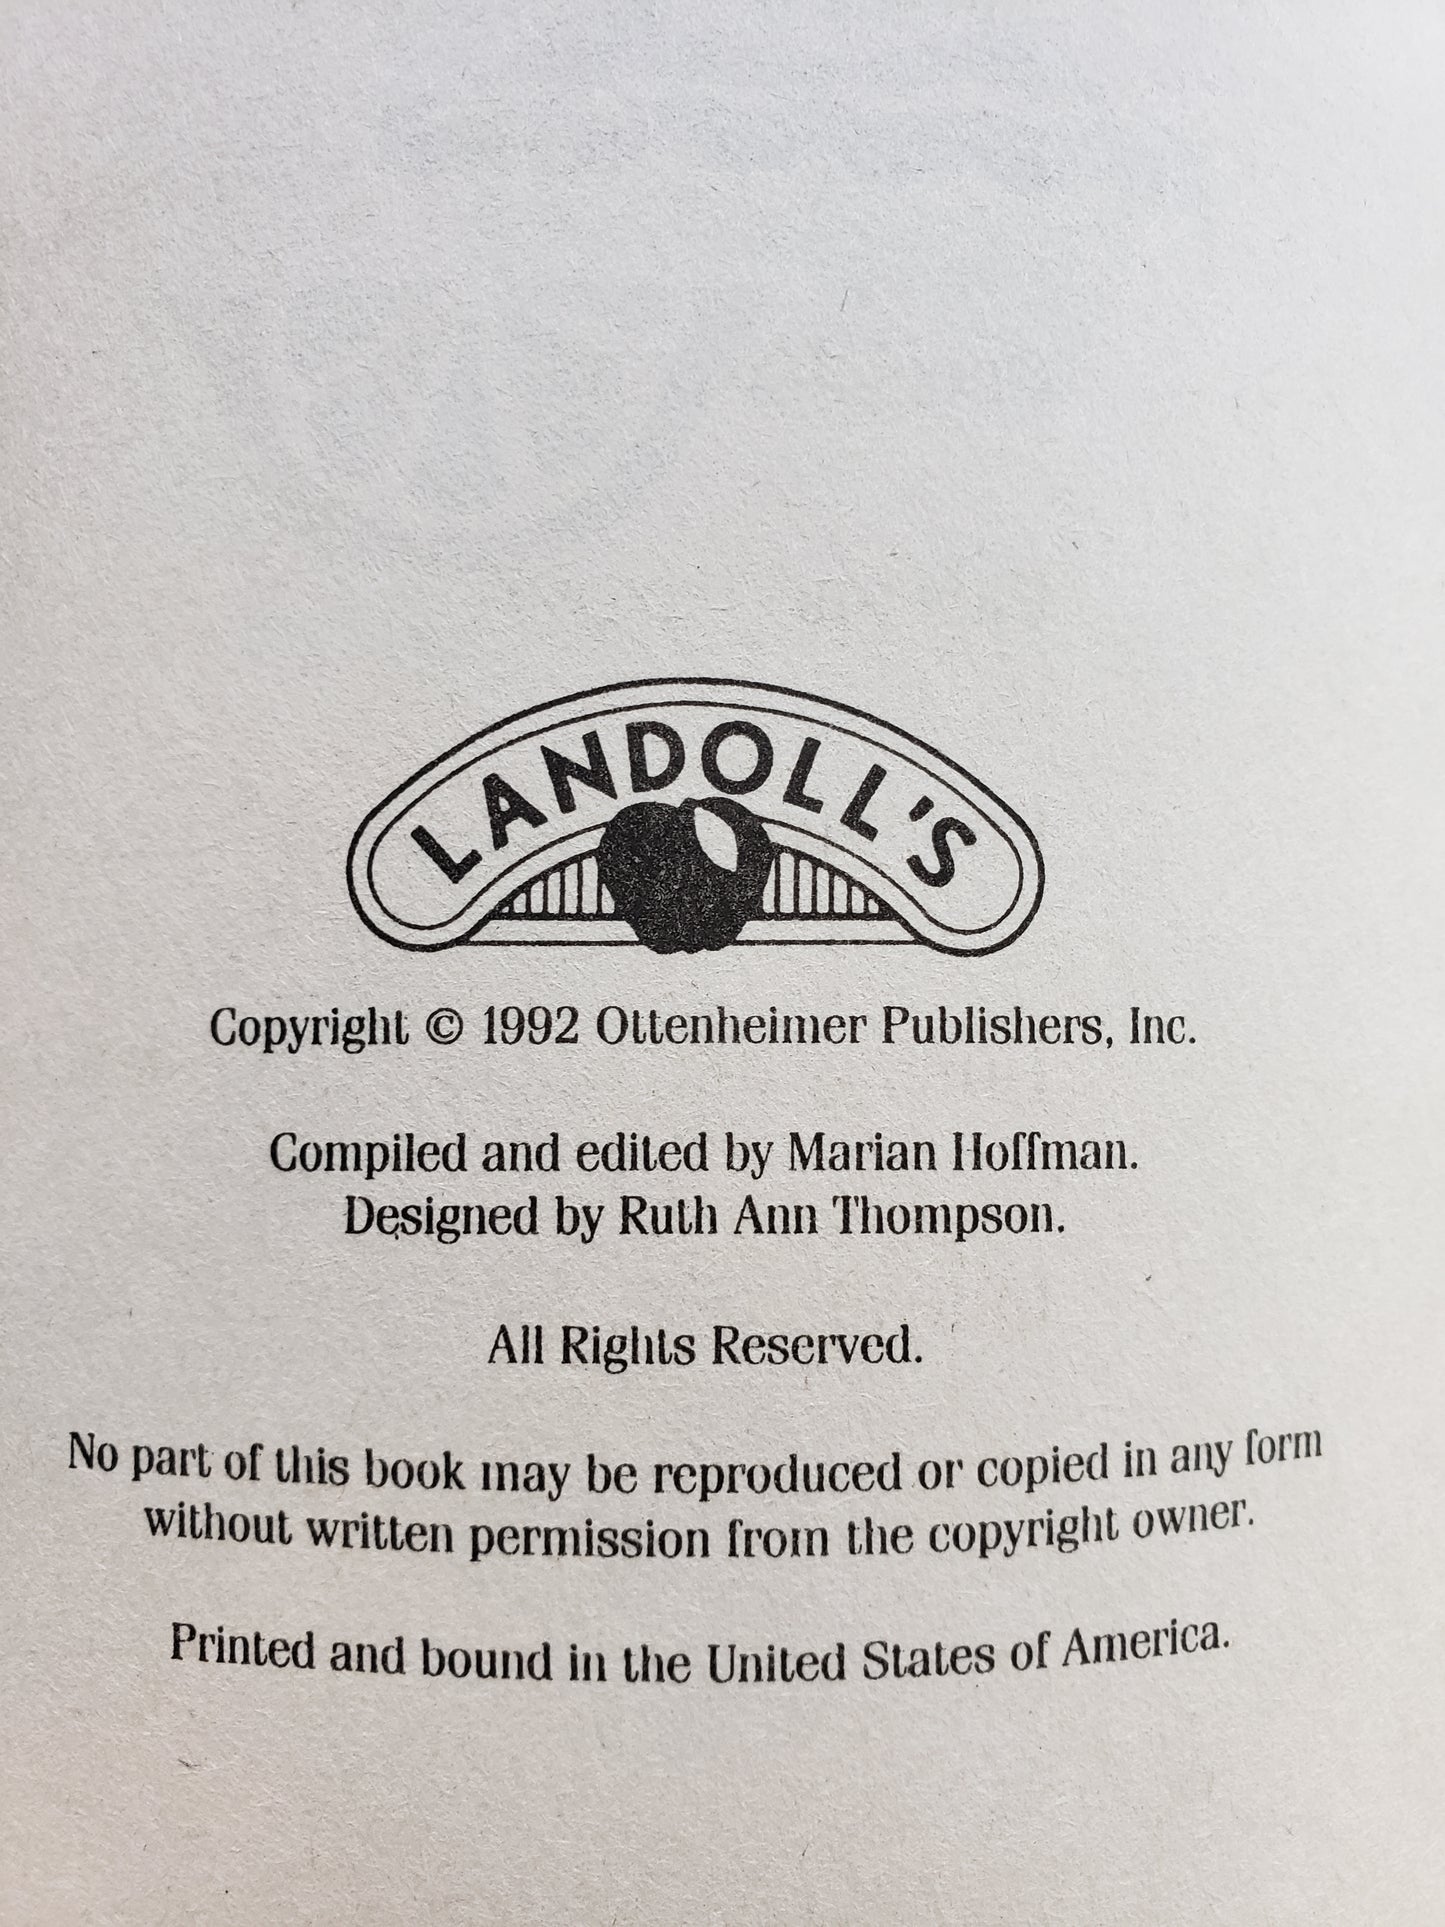 LANDOLL'S
Copyright © 1992 Ottenheimer Publishers, Inc.
Compiled and edited by Marian Hoffman.
Designed by Ruth Ann Thompson.
All Rights Reserved.
No part of this book may be reproduced or copied in any form
without written permission from the copyright owner.
Printed and bound in the United States of America.